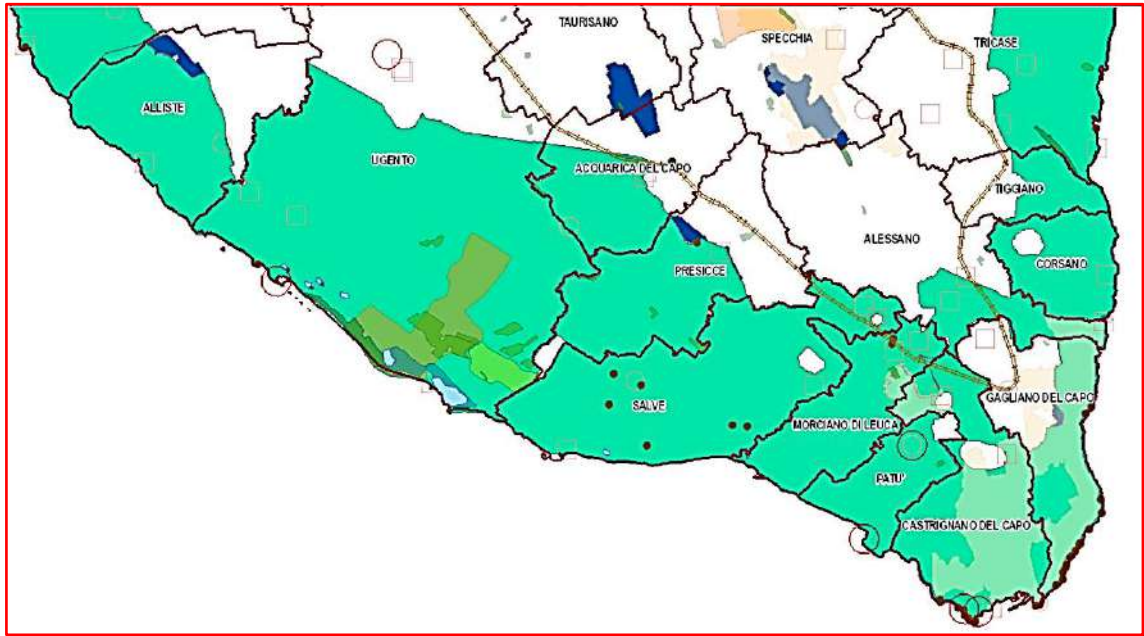 TAURISANO
SPECCHIA
TRICASE
ALLISTE
UGENTO
ACQUARICA DEL CAPO
TIGGIANO
ALESSANO
CORSANO
PRESICCE
GAGLIANO DEL CAPO
SALVE
MORCIANO DI LEUCA
PATU'
CASTRIGNANO DEL CAPO